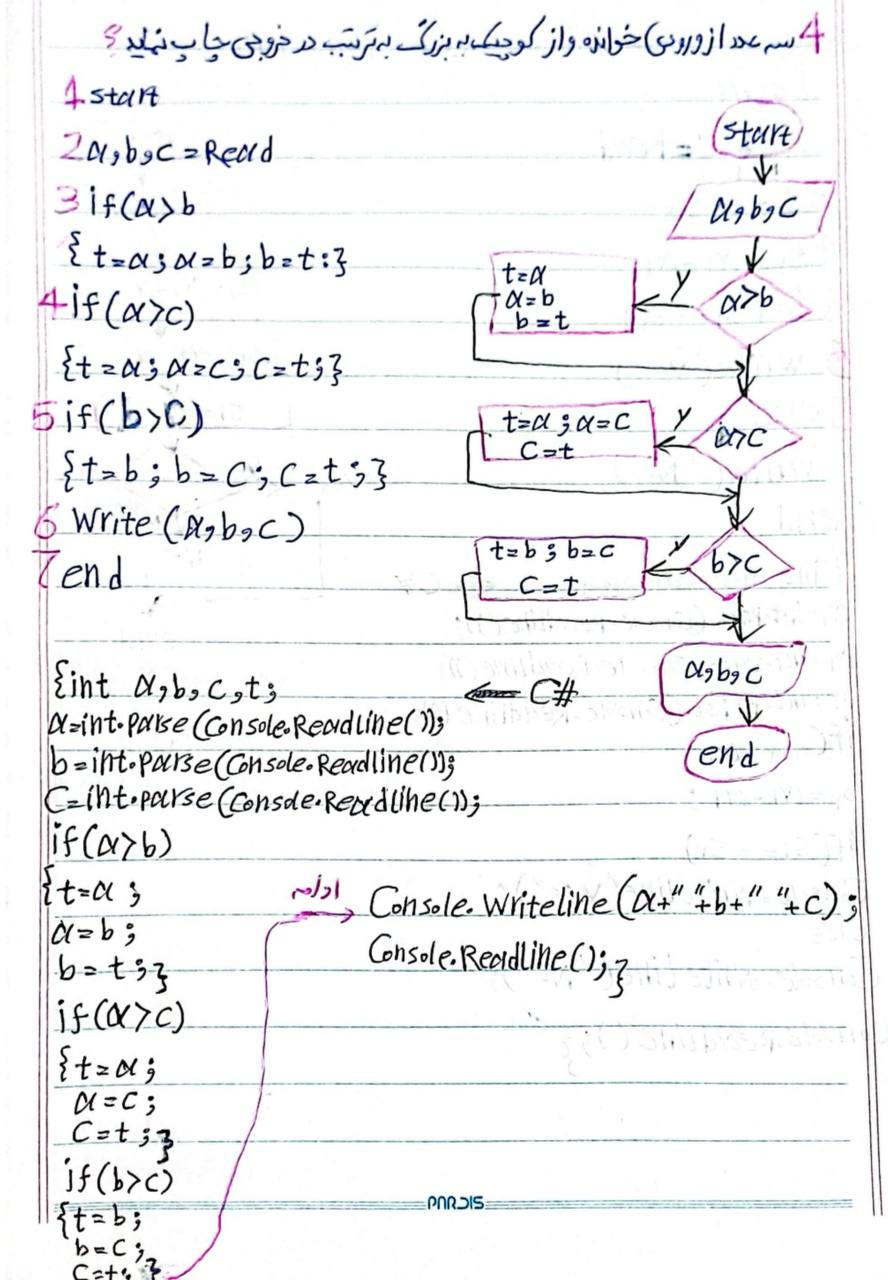 4 سه عدد از ورودی خوانده و از کوچیک به بزرگ به ترتیب در خروجی چاپ نماید؟
1 start
2 a,b,c = Read
3 if(a>b
{ t=a; a=b; b=t:}
4 if(a>c)
{t=a; a=c; c=t;}
5 if(b>c)
{t=b; b=c; c=t;}
6 Write (a,b,c)
7 end
start
a,b,c
a>b
y
t=a
a=b
b=t
a>c
y
t=a ; a=c
c=t
b>c
y
t=b ; b=c
c=t
a,b,c
end
C#
{int a,b,c,t;
a=int.parse(Console.Readline());
b=int.parse(Console.Readline());
C=int.parse(Console.Readline());
if(a>b)
{t=a ;
a=b ;
b=t ;}
if(a>c)
{t=a;
a=c;
c=t ;}
if(b>c)
{t=b;
b=c;
c=t; }
ادامه
Console.Writeline (a+" "+b+" "+c) ;
Console.Readline();}
PARDIS